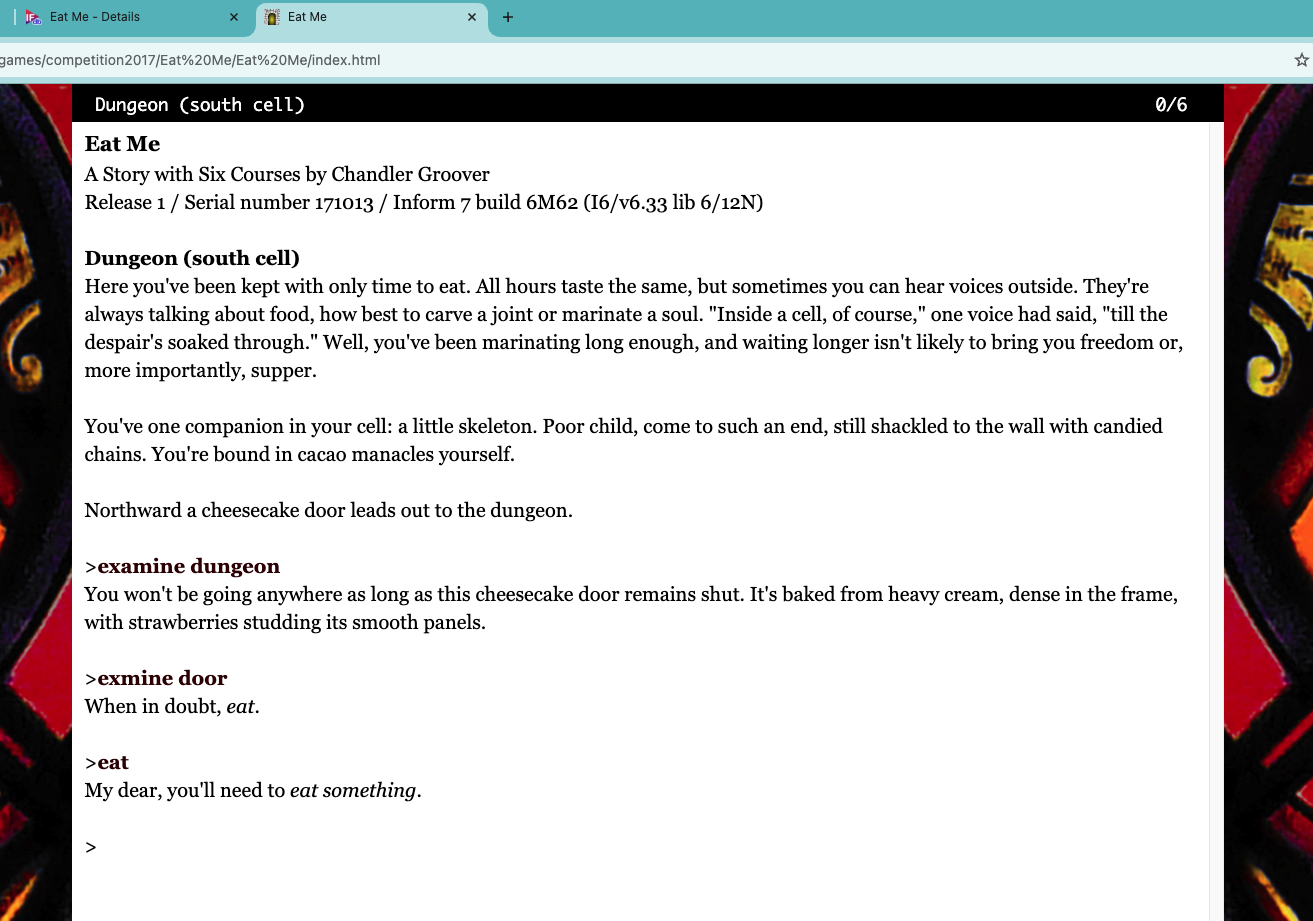 Eat Me - Details
Eat Me
games/competition2017/Eat%20Me/Eat%20Me/index.html
Dungeon (south cell) 0/6
Eat Me
A Story with Six Courses by Chandler Groover
Release 1 / Serial number 171013 / Inform 7 build 6M62 (I6/v6.33 lib 6/12N)
Dungeon (south cell)
Here you've been kept with only time to eat. All hours taste the same, but sometimes you can hear voices outside. They're
always talking about food, how best to carve a joint or marinate a soul. "Inside a cell, of course," one voice had said, "till the
despair's soaked through." Well, you've been marinating long enough, and waiting longer isn't likely to bring you freedom or,
more importantly, supper.
You've one companion in your cell: a little skeleton. Poor child, come to such an end, still shackled to the wall with candied
chains. You're bound in cacao manacles yourself.
Northward a cheesecake door leads out to the dungeon.
>examine dungeon
You won't be going anywhere as long as this cheesecake door remains shut. It's baked from heavy cream, dense in the frame,
with strawberries studding its smooth panels.
>exmine door
When in doubt, eat.
>eat
My dear, you'll need to eat something.
>